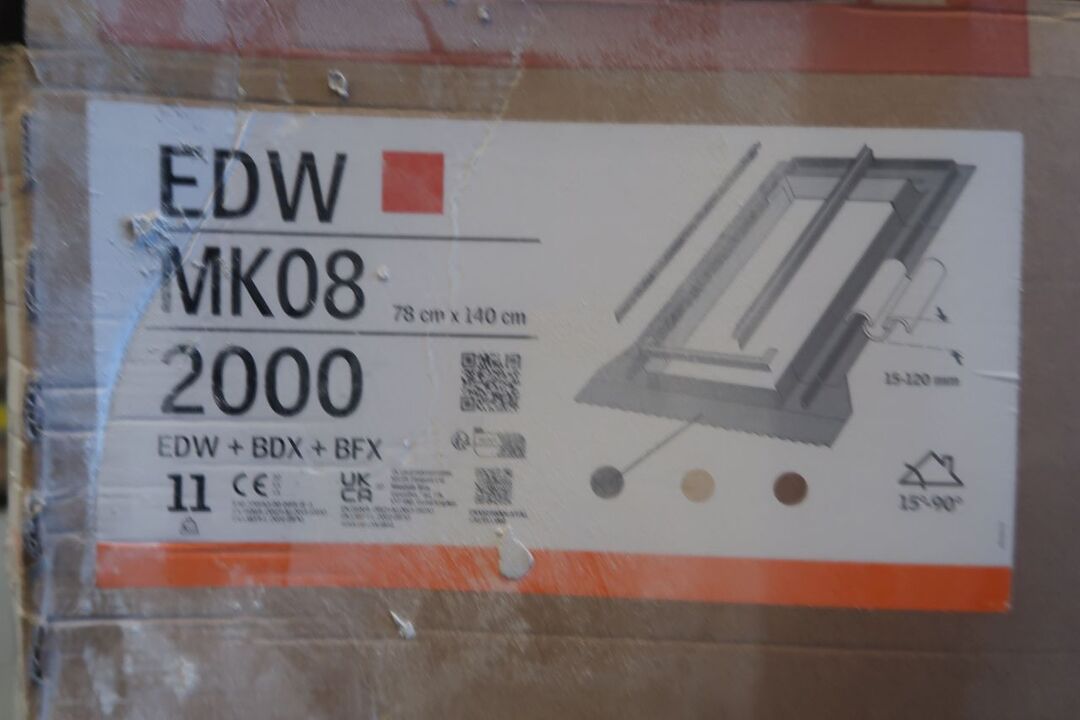 EDW
MK08 78 cm x 140 cm
2000
EDW + BDX + BFX
11 CE UK CA
15-120 mm
15°-90°